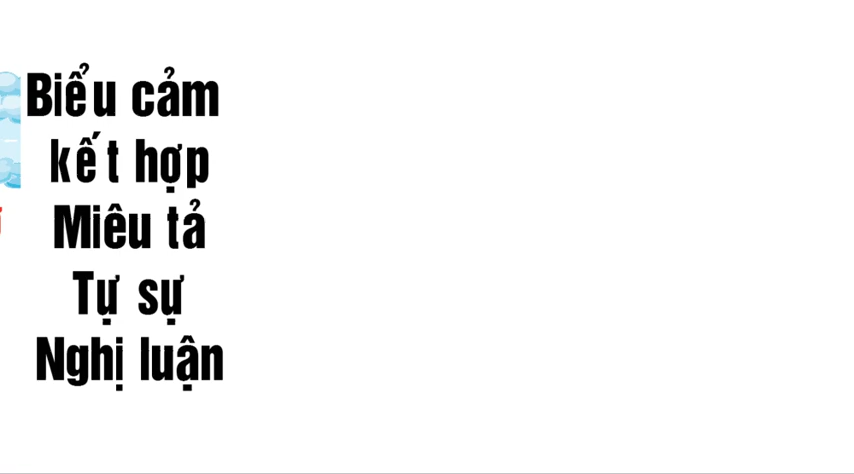 Biểu cảm
kết hợp
Miêu tả
Tự sự
Nghị luận